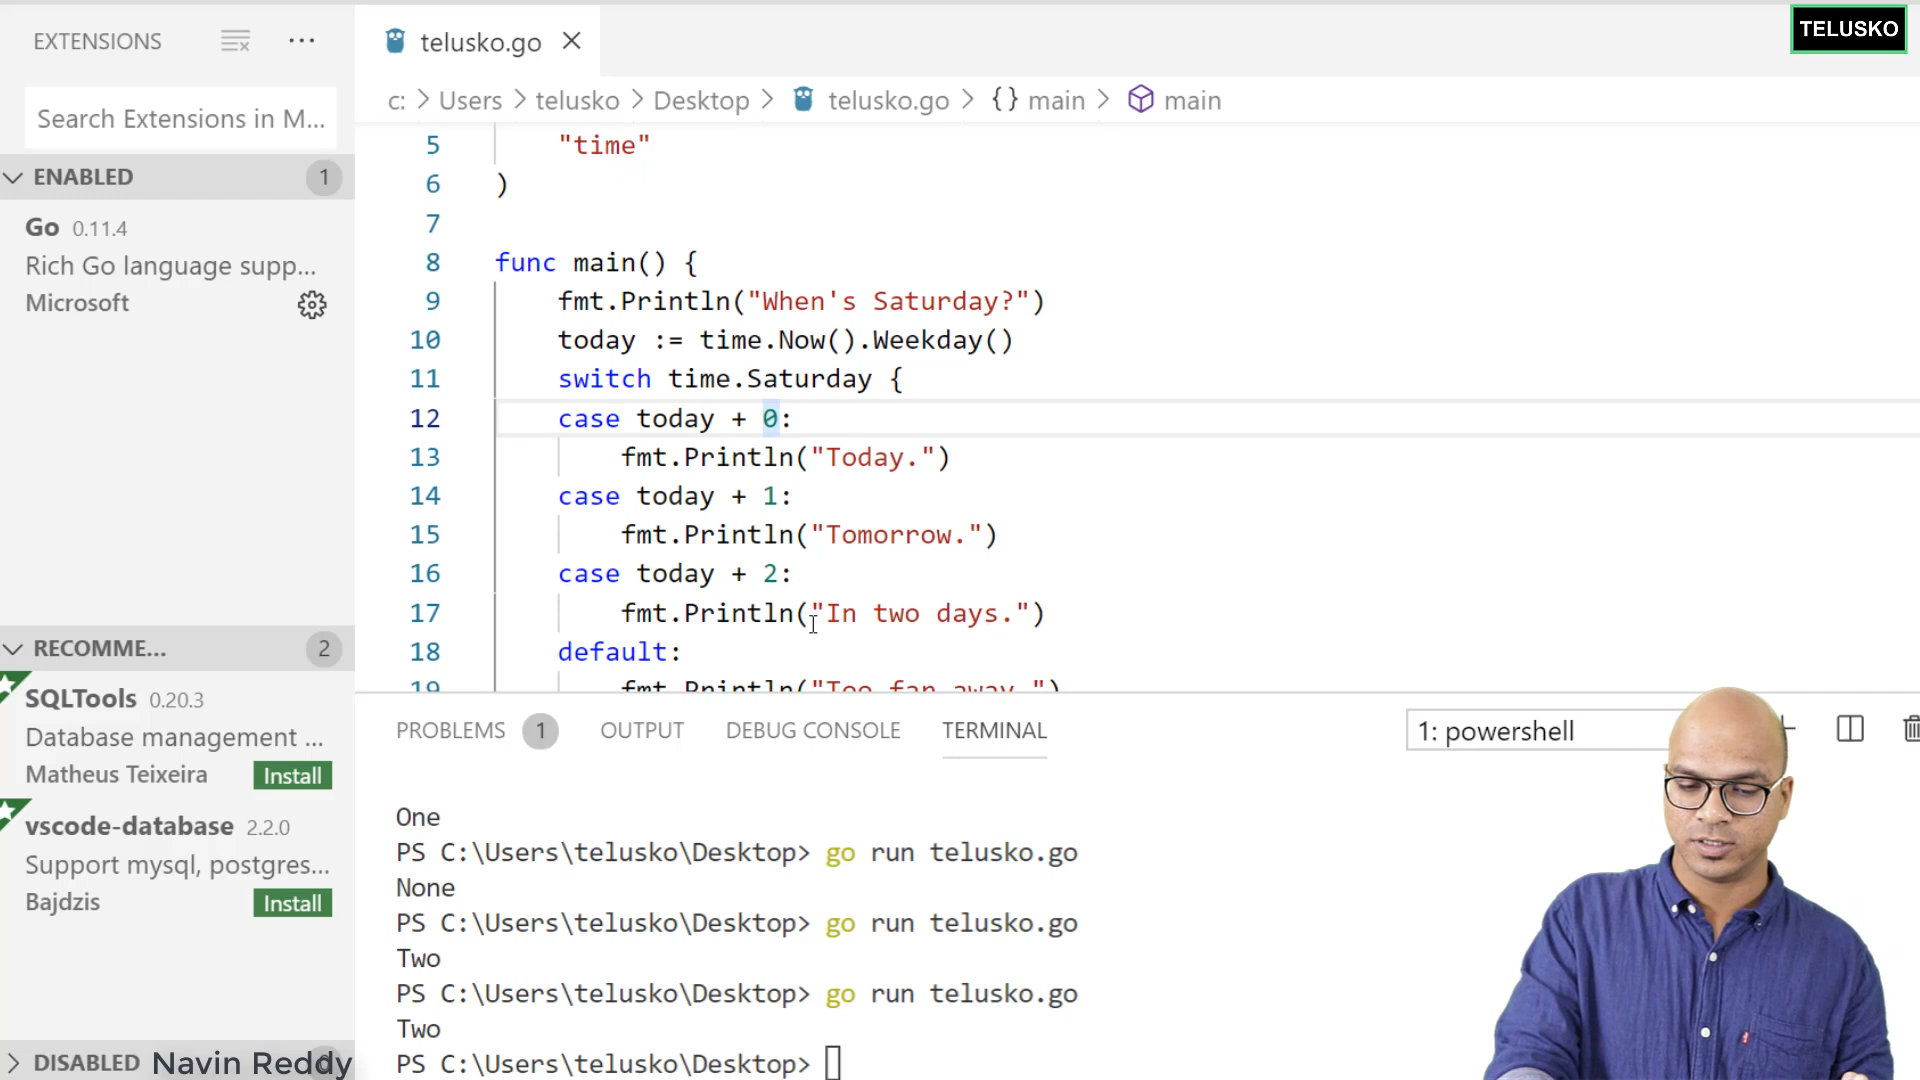 EXTENSIONS
telusko.go
TELUSKO
Search Extensions in M...
c: > Users > telusko > Desktop > telusko.go > {} main > main
ENABLED 1
Go 0.11.4
Rich Go language supp...
Microsoft
5 "time"
6 )
7
8 func main() {
9 fmt.Println("When's Saturday?")
10 today := time.Now().Weekday()
11 switch time.Saturday {
12 case today + 0:
13 fmt.Println("Today.")
14 case today + 1:
15 fmt.Println("Tomorrow.")
16 case today + 2:
17 fmt.Println("In two days.")
18 default:
19 fmt.Println("Too far away.")
RECOMME... 2
SQLTools 0.20.3
Database management ...
Matheus Teixeira Install
vscode-database 2.2.0
Support mysql, postgres...
Bajdzis Install
DISABLED
Navin Reddy
PROBLEMS 1 OUTPUT DEBUG CONSOLE TERMINAL 1: powershell
One
PS C:\Users\telusko\Desktop> go run telusko.go
None
PS C:\Users\telusko\Desktop> go run telusko.go
Two
PS C:\Users\telusko\Desktop> go run telusko.go
Two
PS C:\Users\telusko\Desktop>